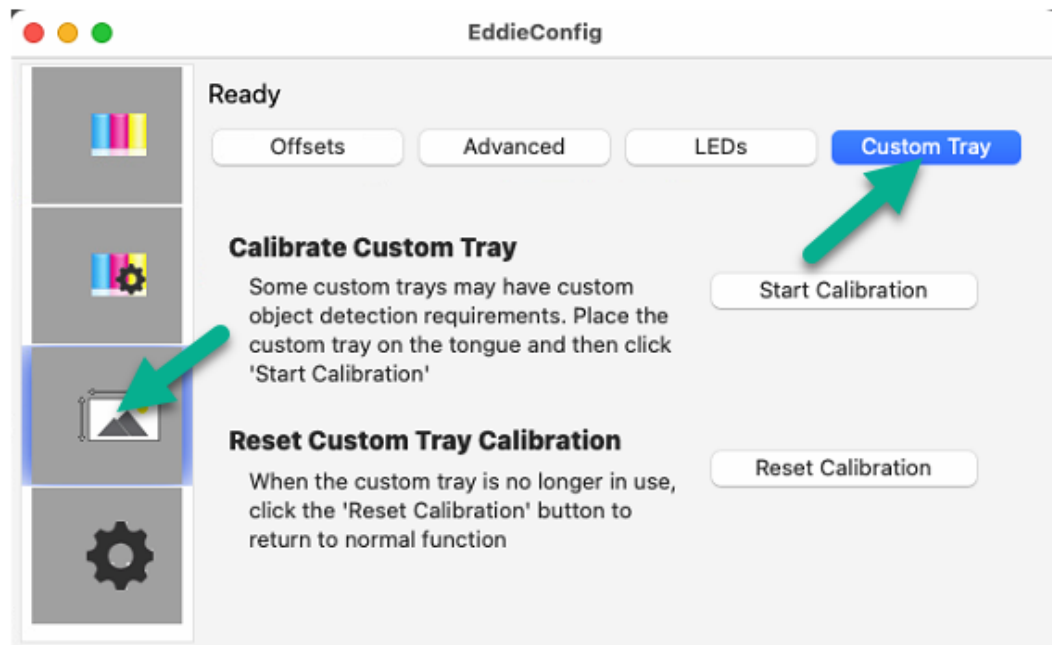 EddieConfig
Ready
Offsets
Advanced
LEDs
Custom Tray
Calibrate Custom Tray
Some custom trays may have custom
object detection requirements. Place the
custom tray on the tongue and then click
'Start Calibration'
Start Calibration
Reset Custom Tray Calibration
When the custom tray is no longer in use,
click the 'Reset Calibration' button to
return to normal function
Reset Calibration